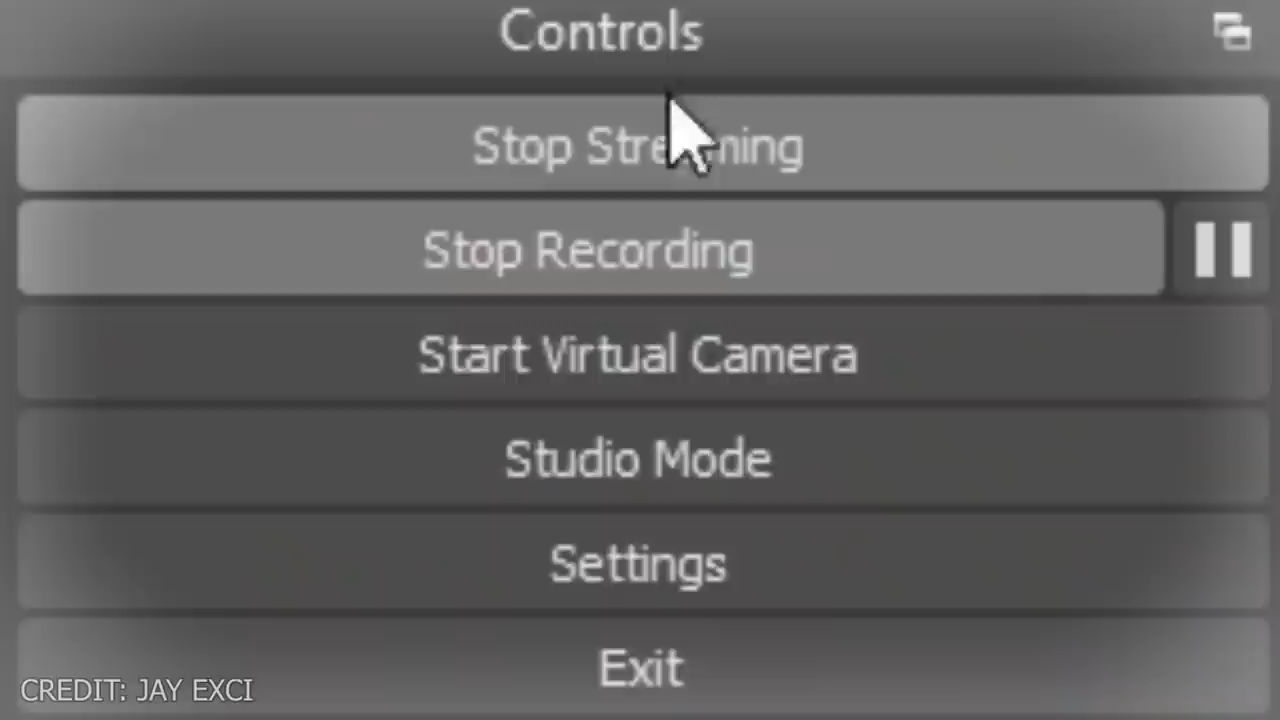 Controls
Stop Streaming
Stop Recording
Start Virtual Camera
Studio Mode
Settings
Exit
CREDIT: JAY EXCI